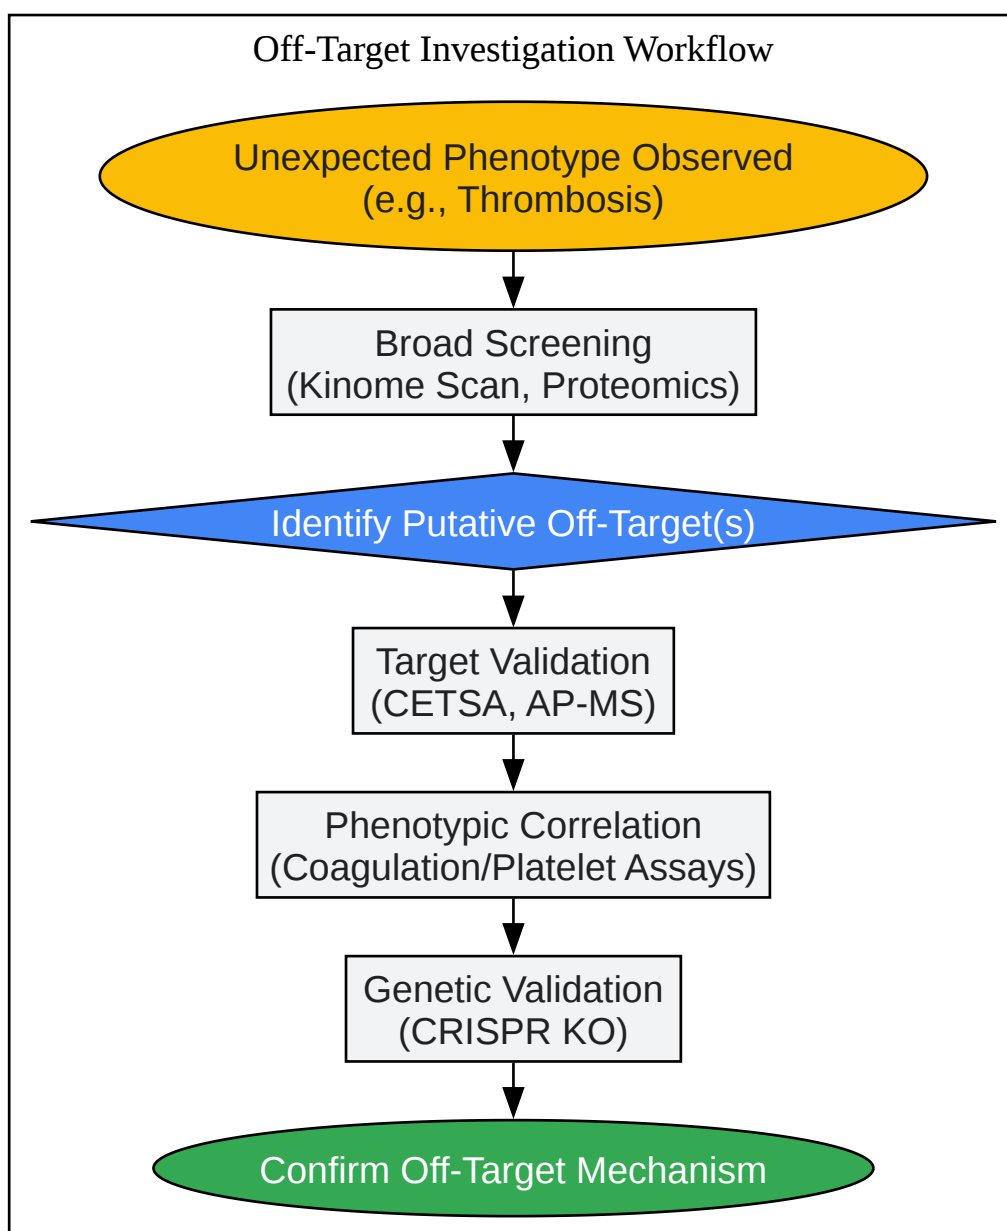 Off-Target Investigation Workflow
Unexpected Phenotype Observed
(e.g., Thrombosis)
Broad Screening
(Kinome Scan, Proteomics)
Identify Putative Off-Target(s)
Target Validation
(CETSA, AP-MS)
Phenotypic Correlation
(Coagulation/Platelet Assays)
Genetic Validation
(CRISPR KO)
Confirm Off-Target Mechanism